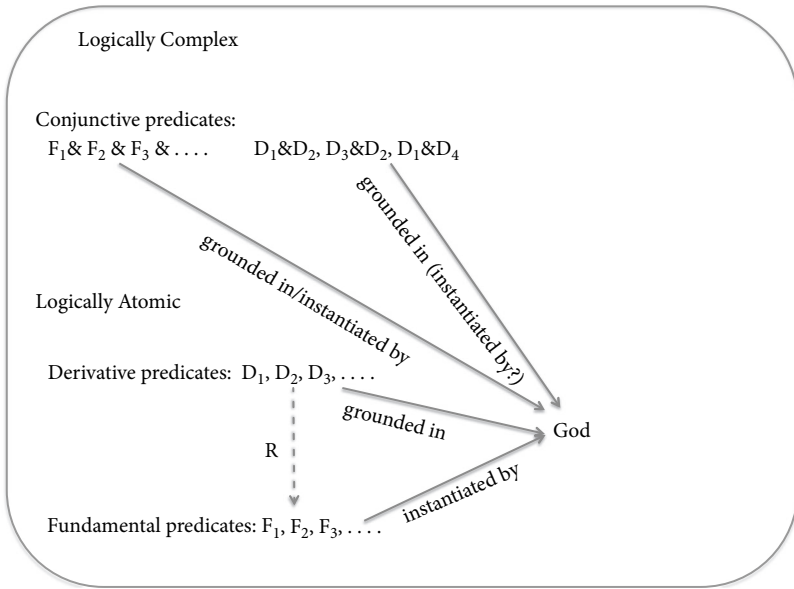 Logically Complex
Conjunctive predicates:
F₁& F₂ & F₃ & . . . .    D₁&D₂, D₃&D₂, D₁&D₄
grounded in (instantiated by?)
grounded in/instantiated by
Logically Atomic
Derivative predicates: D₁, D₂, D₃, . . . .
grounded in
God
R
instantiated by
Fundamental predicates: F₁, F₂, F₃, . . . .